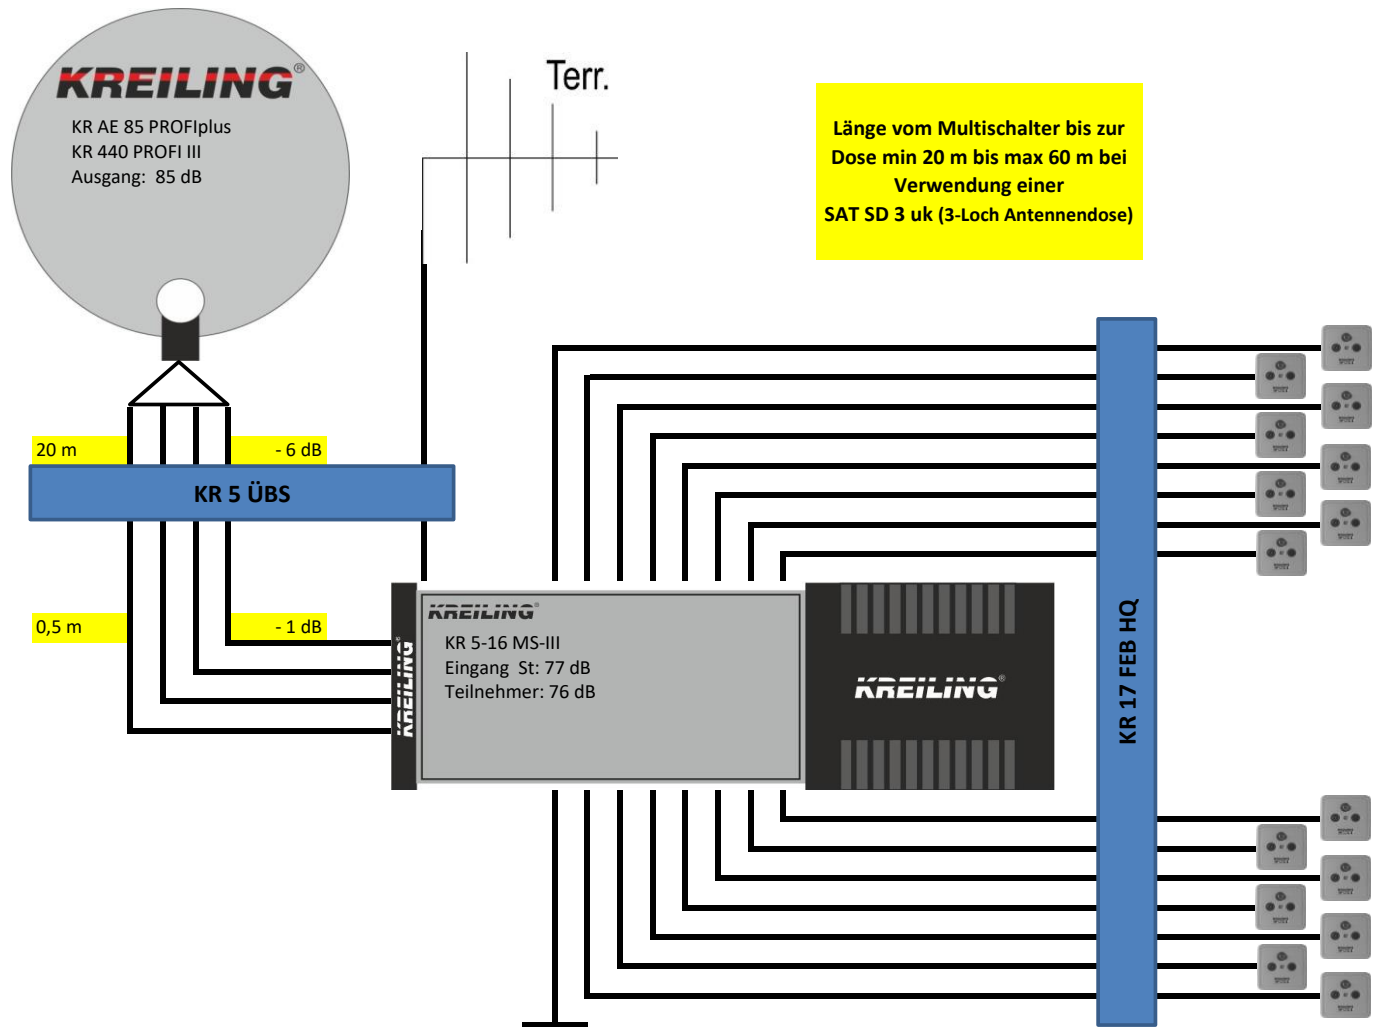 KREILING®
KR AE 85 PROFIplus
KR 440 PROFI III
Ausgang: 85 dB
Terr.
Länge vom Multischalter bis zur
Dose min 20 m bis max 60 m bei
Verwendung einer
SAT SD 3 uk (3-Loch Antennendose)
20 m
- 6 dB
KR 5 ÜBS
0,5 m
- 1 dB
KREILING®
KREILING®
KR 5-16 MS-III
Eingang St: 77 dB
Teilnehmer: 76 dB
KREILING®
KR 17 FEB HQ